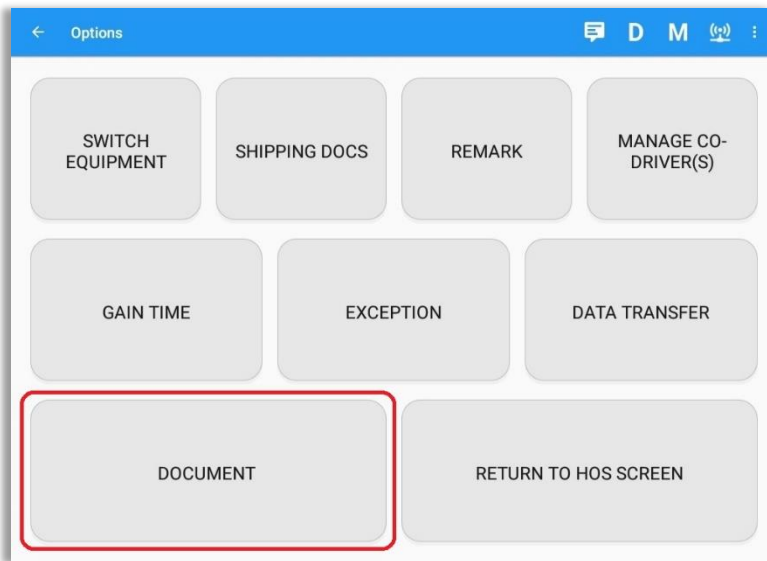 Options
D M
SWITCH
EQUIPMENT
SHIPPING DOCS
REMARK
MANAGE CO-
DRIVER(S)
GAIN TIME
EXCEPTION
DATA TRANSFER
DOCUMENT
RETURN TO HOS SCREEN